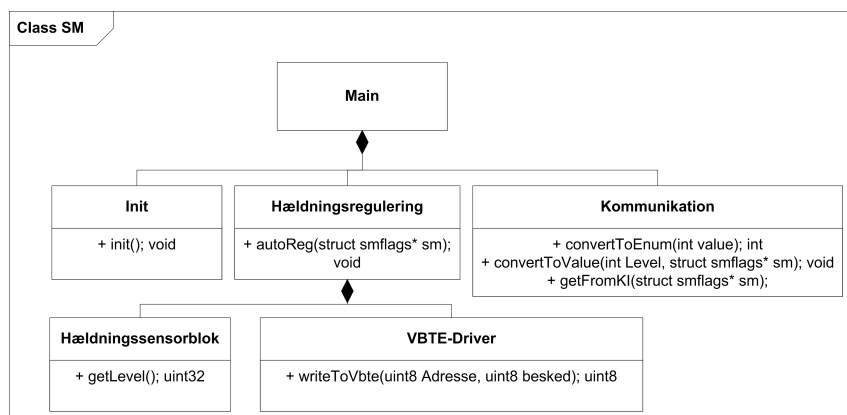 Class SM
Main
Init
+ init(); void
Hældningsregulering
+ autoReg(struct smflags* sm);
void
Kommunikation
+ convertToEnum(int value); int
+ convertToValue(int Level, struct smflags* sm); void
+ getFromKI(struct smflags* sm);
Hældningssensorblok
+ getLevel(); uint32
VBTE-Driver
+ writeToVbte(uint8 Adresse, uint8 besked); uint8